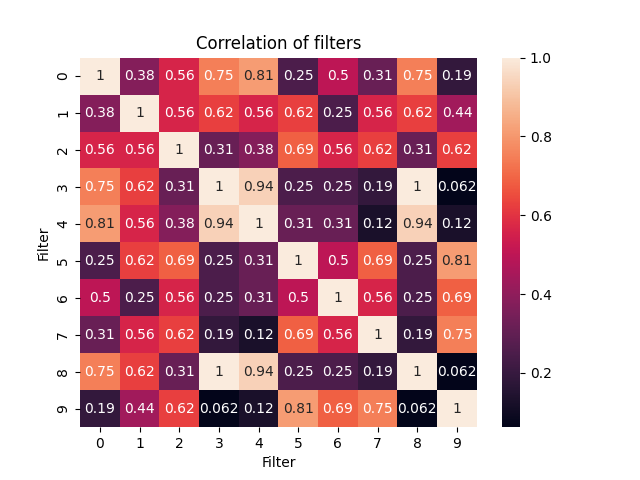 Correlation of filters
0 1 0.38 0.56 0.75 0.81 0.25 0.5 0.31 0.75 0.19
1 0.38 1 0.56 0.62 0.56 0.62 0.25 0.56 0.62 0.44
2 0.56 0.56 1 0.31 0.38 0.69 0.56 0.62 0.31 0.62
3 0.75 0.62 0.31 1 0.94 0.25 0.25 0.19 1 0.062
4 0.81 0.56 0.38 0.94 1 0.31 0.31 0.12 0.94 0.12
5 0.25 0.62 0.69 0.25 0.31 1 0.5 0.69 0.25 0.81
6 0.5 0.25 0.56 0.25 0.31 0.5 1 0.56 0.25 0.69
7 0.31 0.56 0.62 0.19 0.12 0.69 0.56 1 0.19 0.75
8 0.75 0.62 0.31 1 0.94 0.25 0.25 0.19 1 0.062
9 0.19 0.44 0.62 0.062 0.12 0.81 0.69 0.75 0.062 1
0 1 2 3 4 5 6 7 8 9
Filter
Filter
1.0
0.8
0.6
0.4
0.2